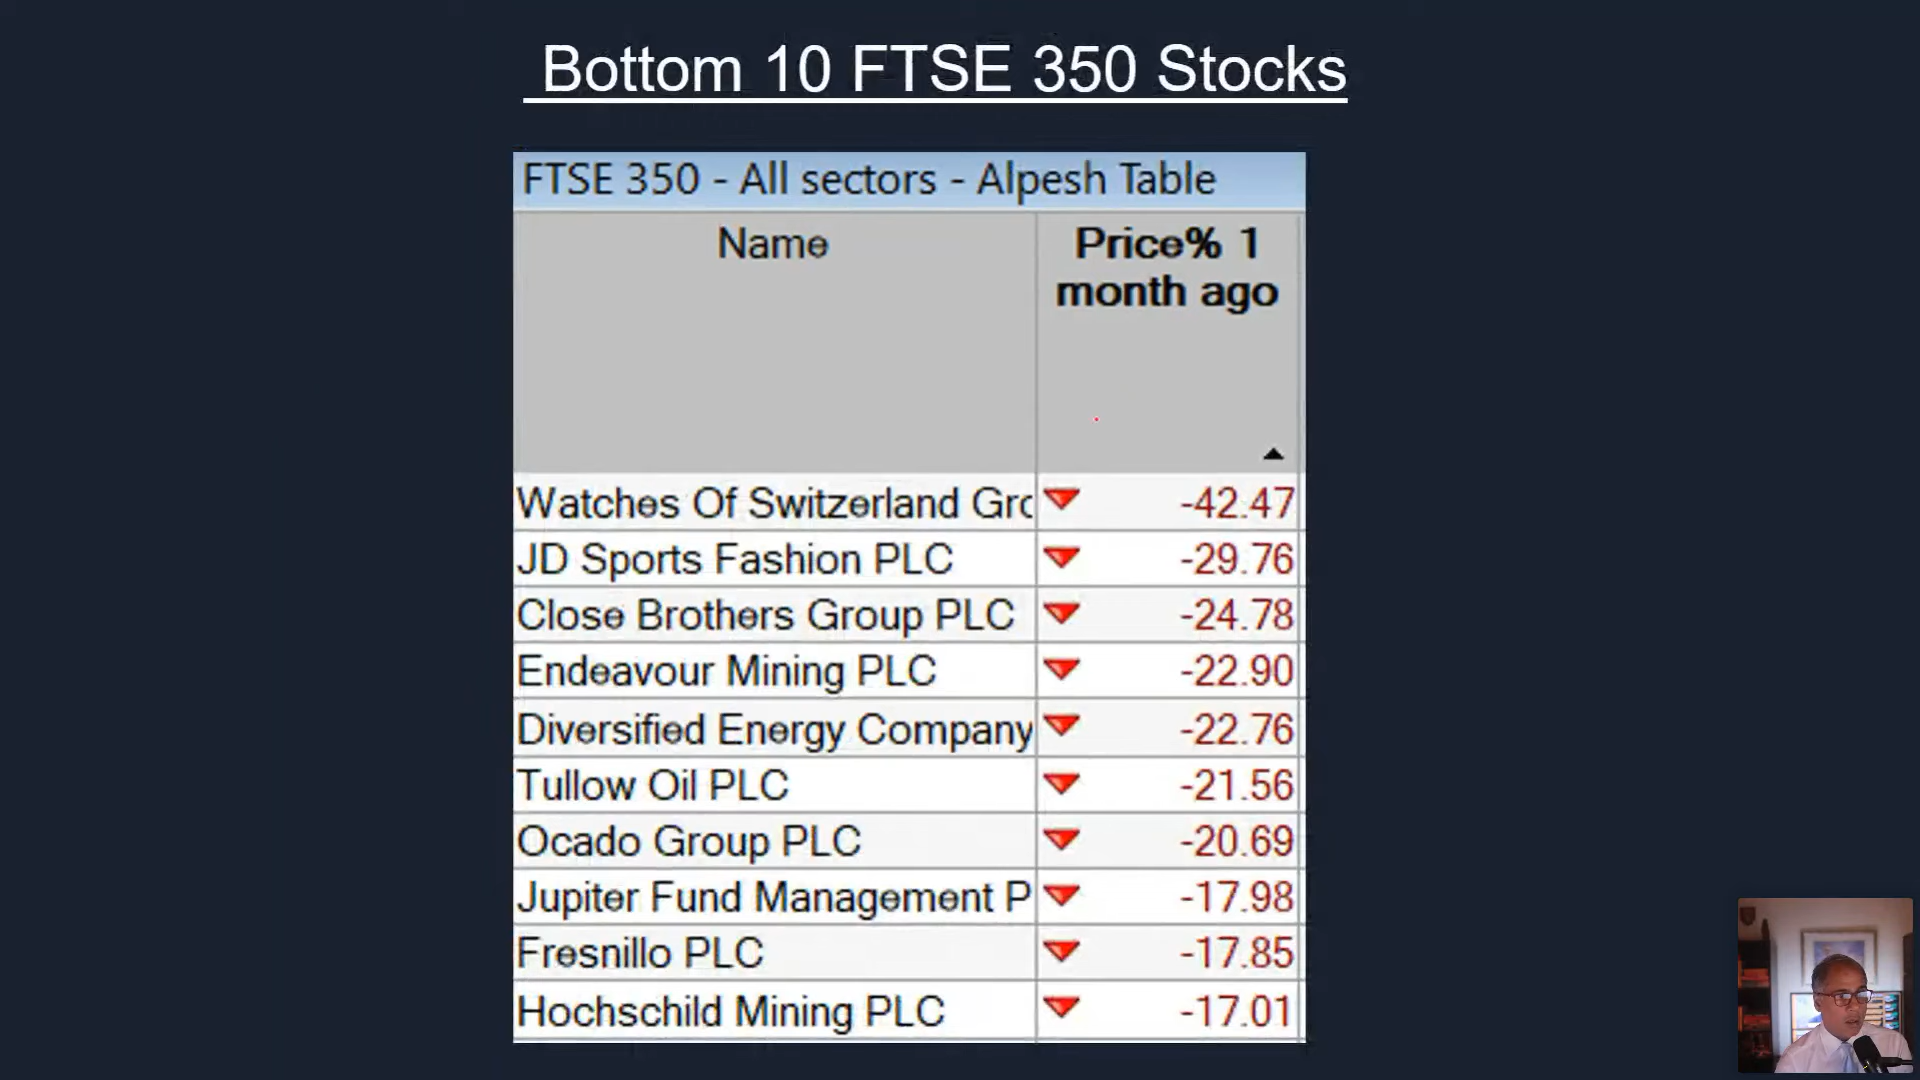 Bottom 10 FTSE 350 Stocks
FTSE 350 - All sectors - Alpesh Table
Name
Price% 1
month ago
Watches Of Switzerland Grc -42.47
JD Sports Fashion PLC -29.76
Close Brothers Group PLC -24.78
Endeavour Mining PLC -22.90
Diversified Energy Company -22.76
Tullow Oil PLC -21.56
Ocado Group PLC -20.69
Jupiter Fund Management P -17.98
Fresnillo PLC -17.85
Hochschild Mining PLC -17.01